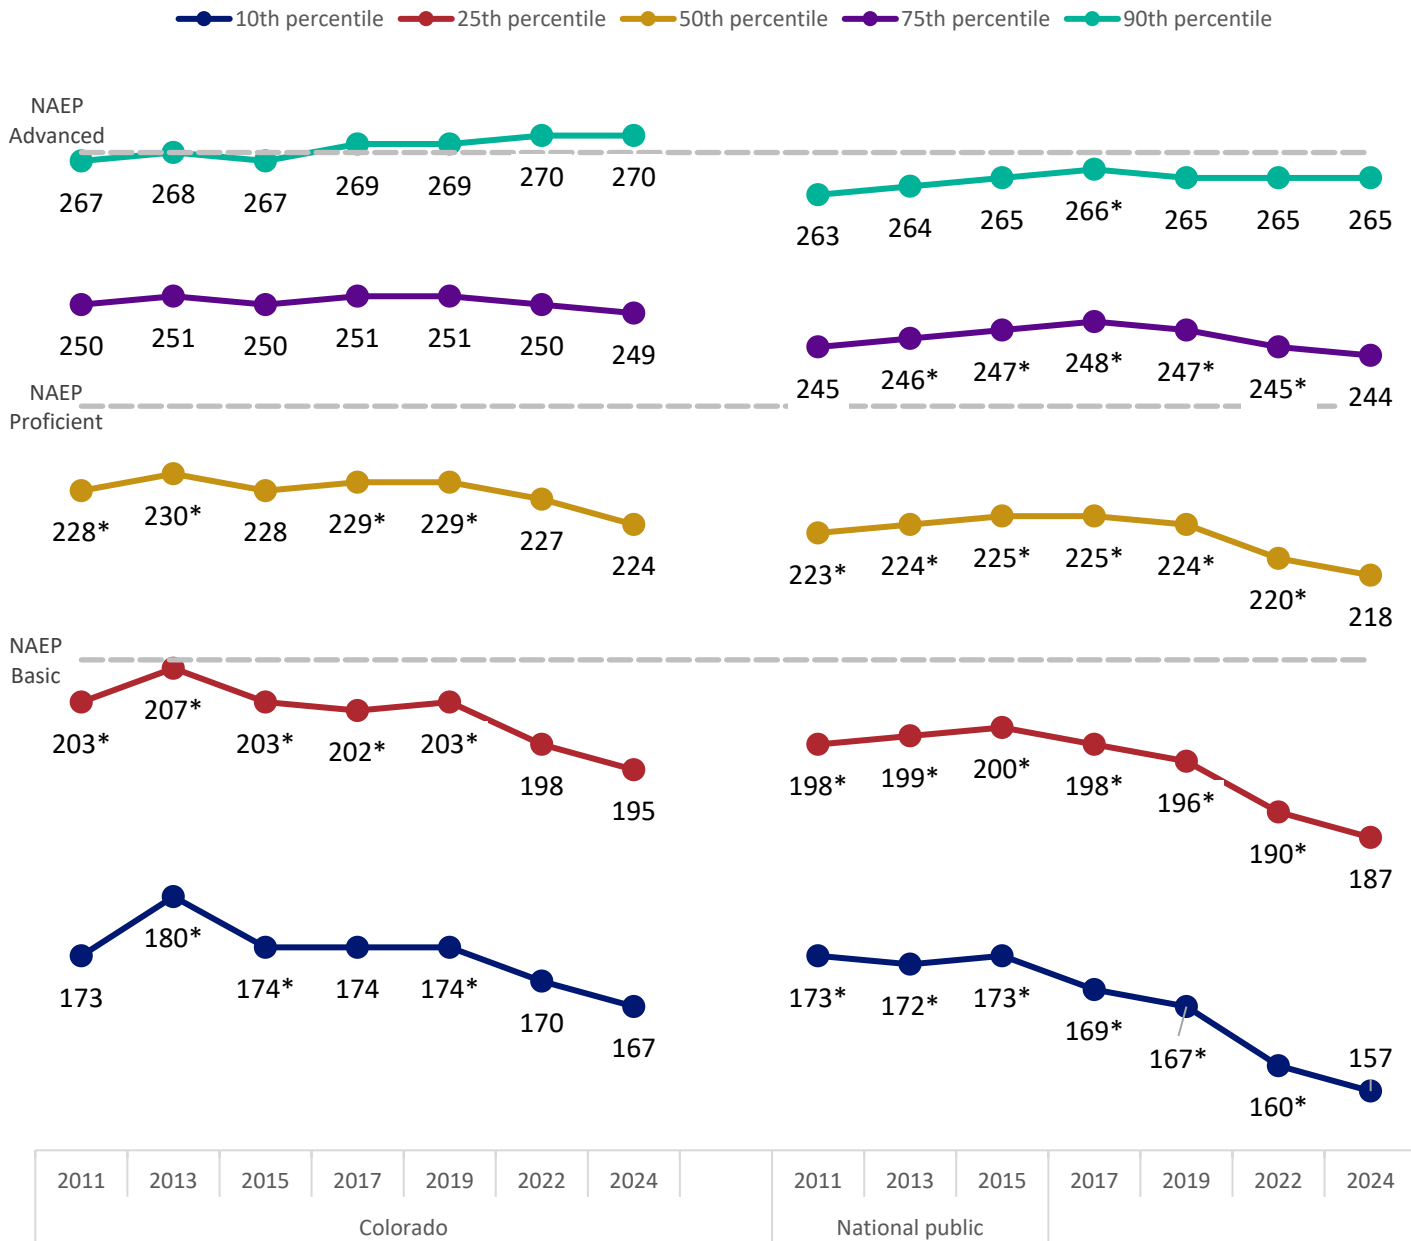 10th percentile 25th percentile 50th percentile 75th percentile 90th percentile
NAEP
Advanced
267 268 267 269 269 270 270
263 264 265 266* 265 265 265
250 251 250 251 251 250 249
245 246* 247* 248* 247* 245* 244
NAEP
Proficient
228* 230* 228 229* 229* 227 224
223* 224* 225* 225* 224* 220* 218
NAEP
Basic
203* 207* 203* 202* 203* 198 195
198* 199* 200* 198* 196* 190* 187
173 180* 174* 174 174* 170 167
173* 172* 173* 169* 167* 160* 157
2011 2013 2015 2017 2019 2022 2024 2011 2013 2015 2017 2019 2022 2024
Colorado National public